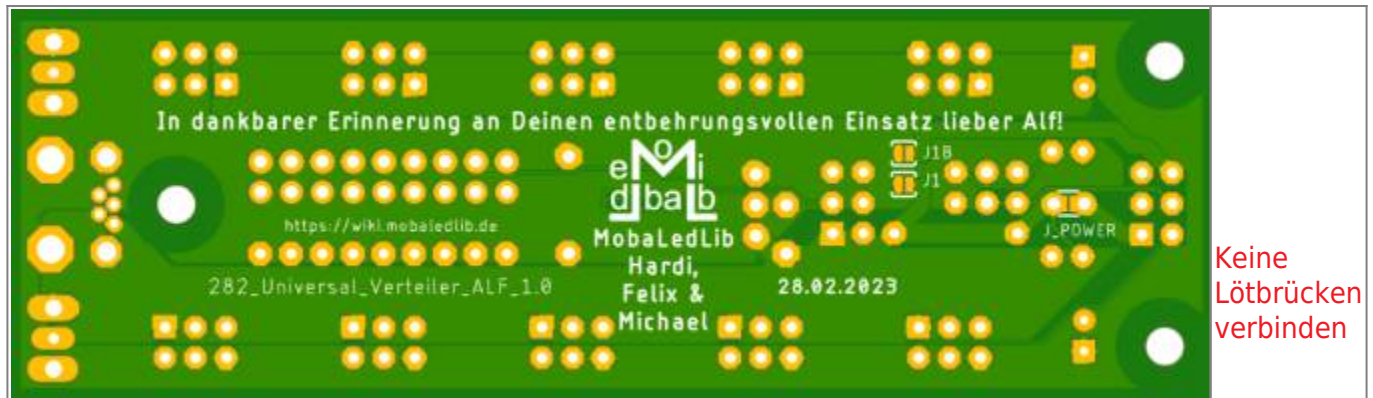 In dankbarer Erinnerung an Deinen entbehrungsvollen Einsatz lieber Alf!
J1B
J1
e M o i
d ba l b
https://wiki.mobaledlib.de
J_POWER
MobaLedLib
Hardi,
Felix &
Michael
282_Universal_Verteiler_ALF_1.0
28.02.2023
Keine
Lötbrücken
verbinden